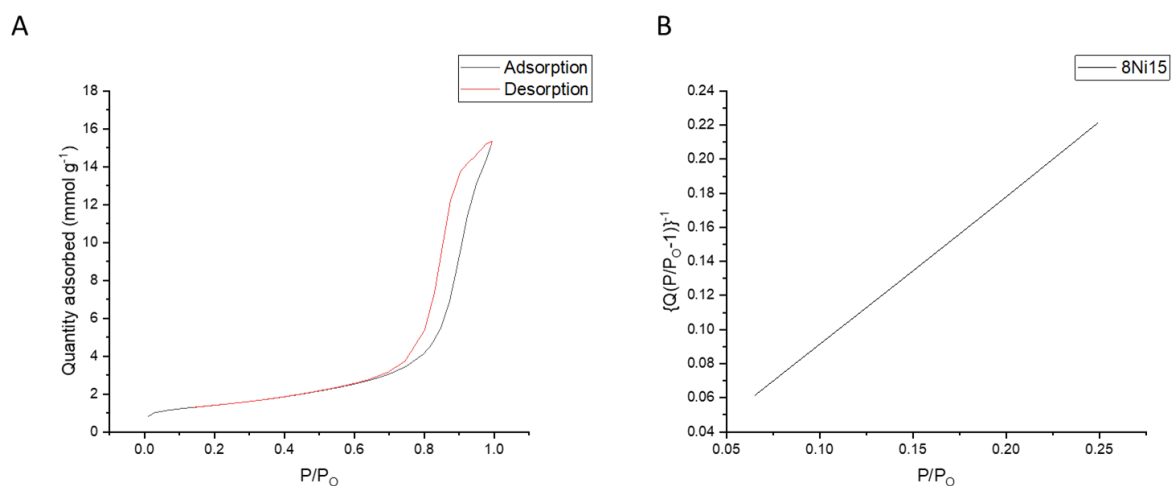 A
Adsorption
Desorption
Quantity adsorbed (mmol g⁻¹)
18
16
14
12
10
8
6
4
2
0
0.0 0.2 0.4 0.6 0.8 1.0
P/P₀
B
8Ni15
{Q(P/P₀-1)}⁻¹
0.24
0.22
0.20
0.18
0.16
0.14
0.12
0.10
0.08
0.06
0.04
0.05 0.10 0.15 0.20 0.25
P/P₀